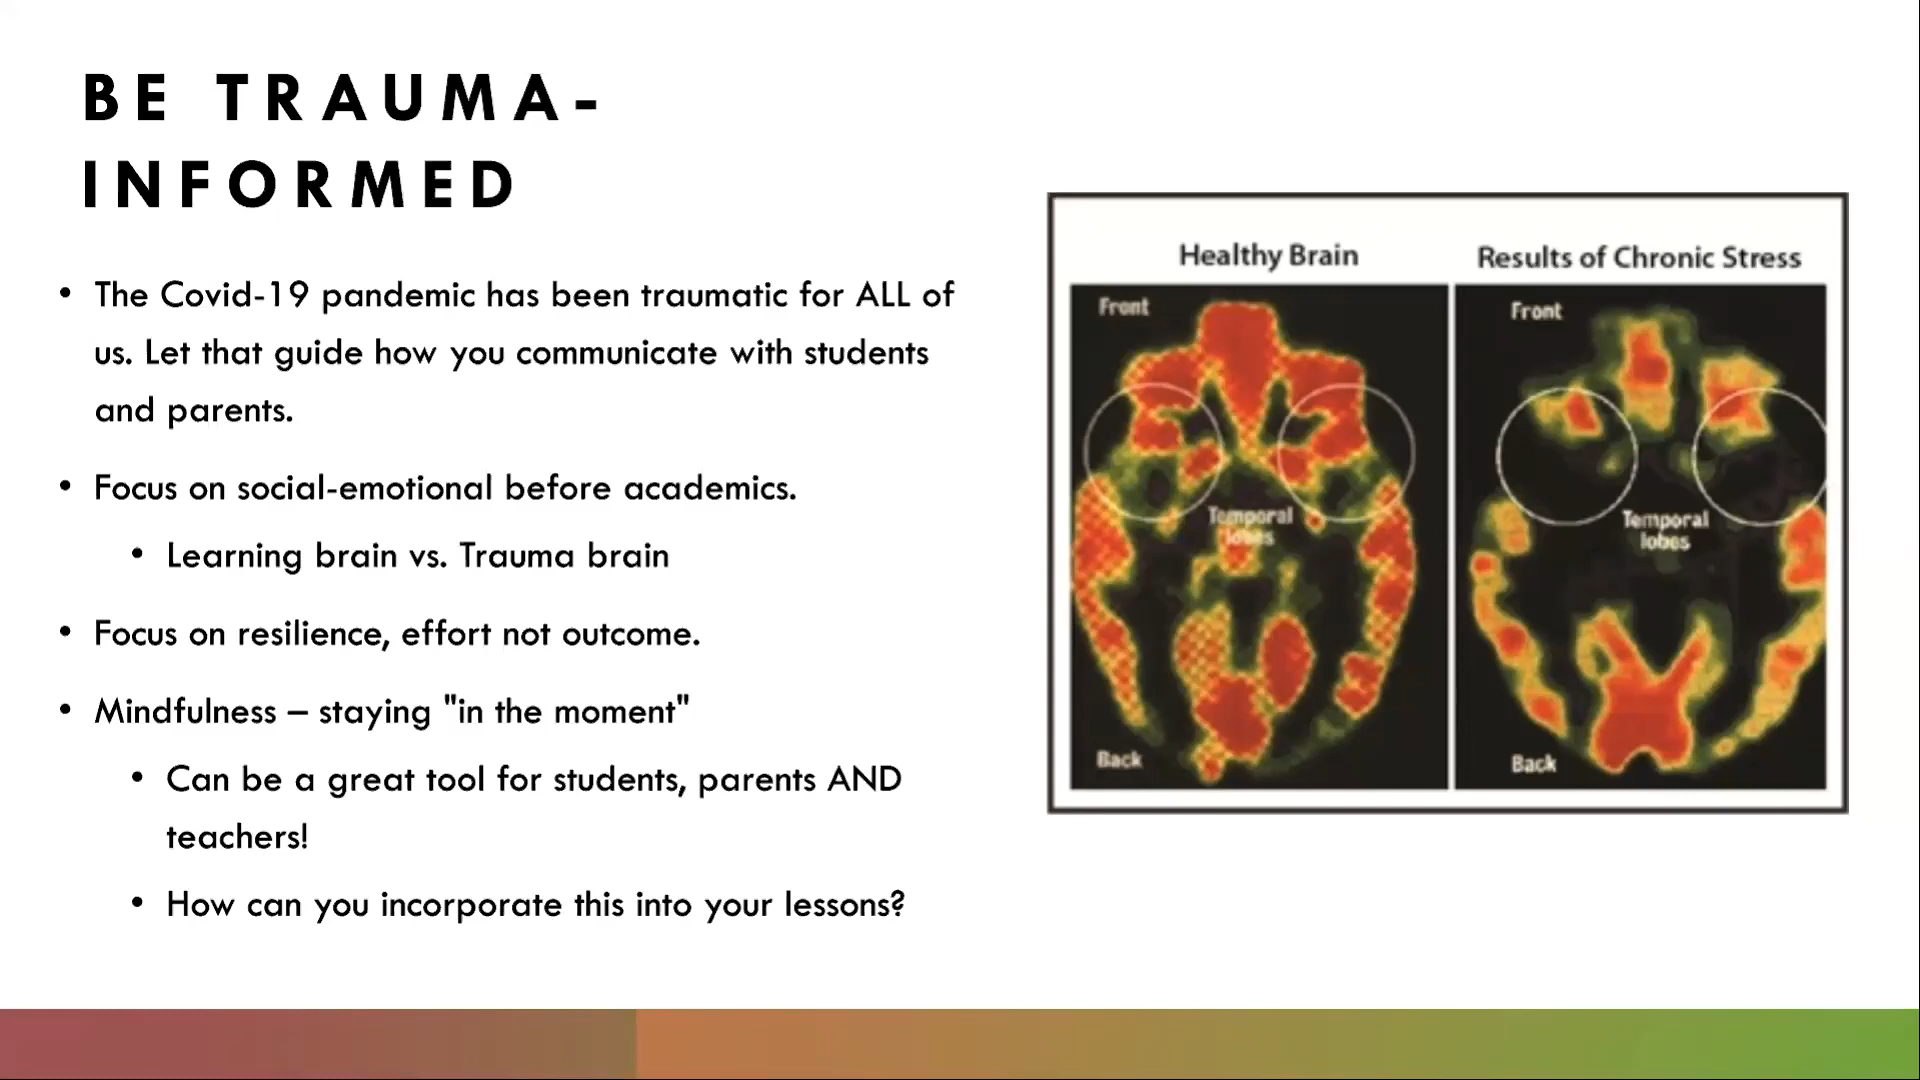 BE TRAUMA-
INFORMED
• The Covid-19 pandemic has been traumatic for ALL of
us. Let that guide how you communicate with students
and parents.
• Focus on social-emotional before academics.
• Learning brain vs. Trauma brain
• Focus on resilience, effort not outcome.
• Mindfulness – staying "in the moment"
• Can be a great tool for students, parents AND
teachers!
• How can you incorporate this into your lessons?
Healthy Brain
Front
Temporal
lobes
Back
Results of Chronic Stress
Front
Temporal
lobes
Back